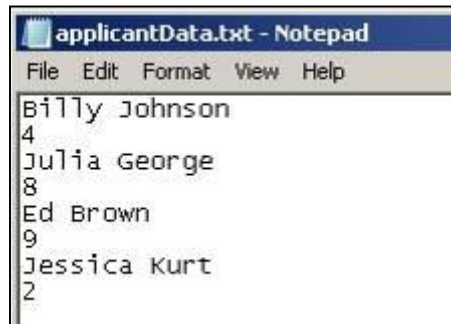 applicantData.txt - Notepad
File Edit Format View Help
Billy Johnson
4
Julia George
8
Ed Brown
9
Jessica Kurt
2